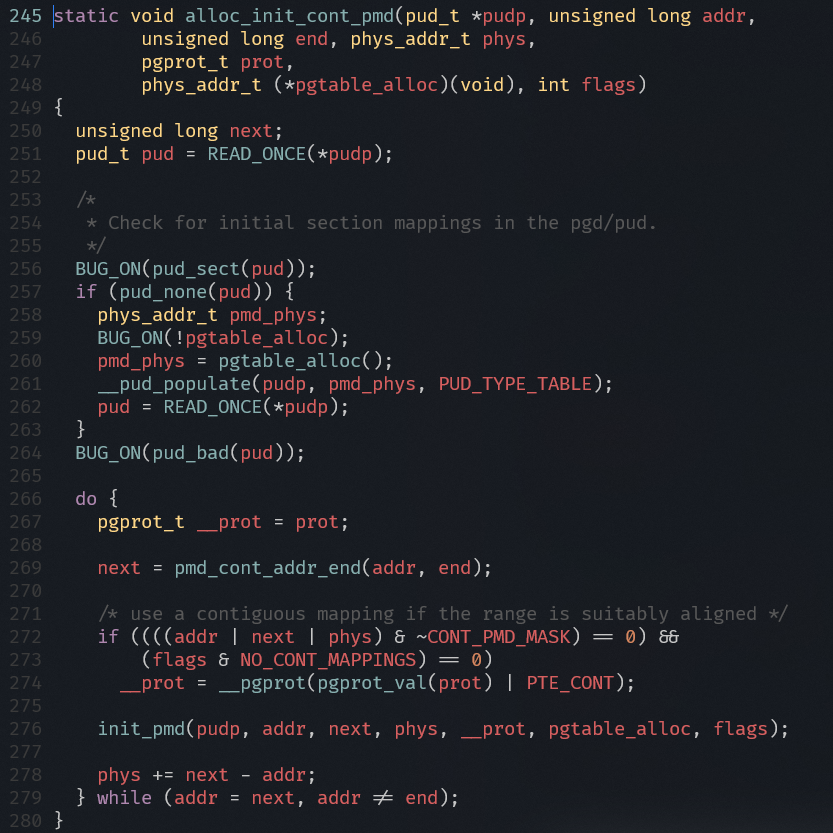 245 static void alloc_init_cont_pmd(pud_t *pudp, unsigned long addr,
246         unsigned long end, phys_addr_t phys,
247         pgprot_t prot,
248         phys_addr_t (*pgtable_alloc)(void), int flags)
249 {
250   unsigned long next;
251   pud_t pud = READ_ONCE(*pudp);
252
253   /*
254    * Check for initial section mappings in the pgd/pud.
255    */
256   BUG_ON(pud_sect(pud));
257   if (pud_none(pud)) {
258     phys_addr_t pmd_phys;
259     BUG_ON(!pgtable_alloc);
260     pmd_phys = pgtable_alloc();
261     __pud_populate(pudp, pmd_phys, PUD_TYPE_TABLE);
262     pud = READ_ONCE(*pudp);
263   }
264   BUG_ON(pud_bad(pud));
265
266   do {
267     pgprot_t __prot = prot;
268
269     next = pmd_cont_addr_end(addr, end);
270
271     /* use a contiguous mapping if the range is suitably aligned */
272     if ((((addr | next | phys) & ~CONT_PMD_MASK) == 0) &&
273         (flags & NO_CONT_MAPPINGS) == 0)
274       __prot = __pgprot(pgprot_val(prot) | PTE_CONT);
275
276     init_pmd(pudp, addr, next, phys, __prot, pgtable_alloc, flags);
277
278     phys += next - addr;
279   } while (addr = next, addr != end);
280 }